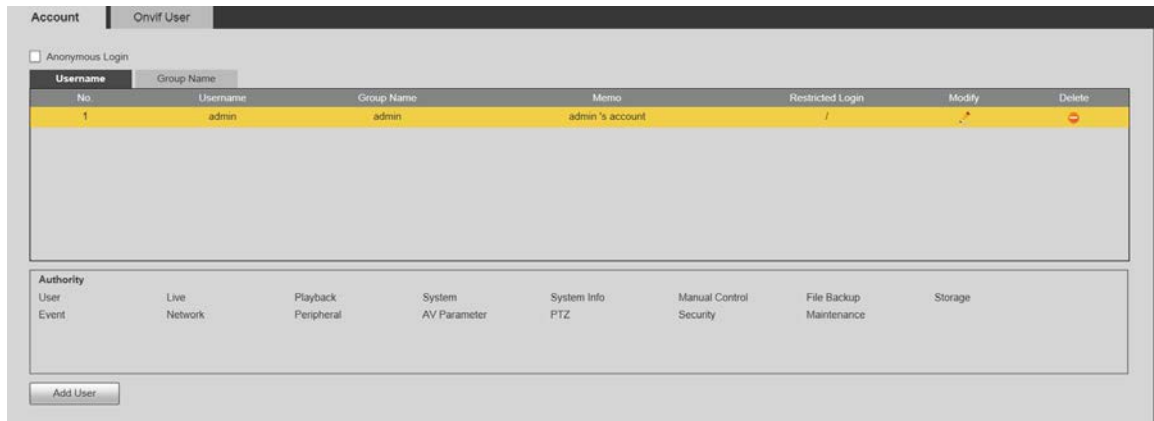 Account Onvif User
Anonymous Login
Username Group Name
No. Username Group Name Memo Restricted Login Modify Delete
1 admin admin admin 's account /
Authority
User Live Playback System System Info Manual Control File Backup Storage
Event Network Peripheral AV Parameter PTZ Security Maintenance
Add User